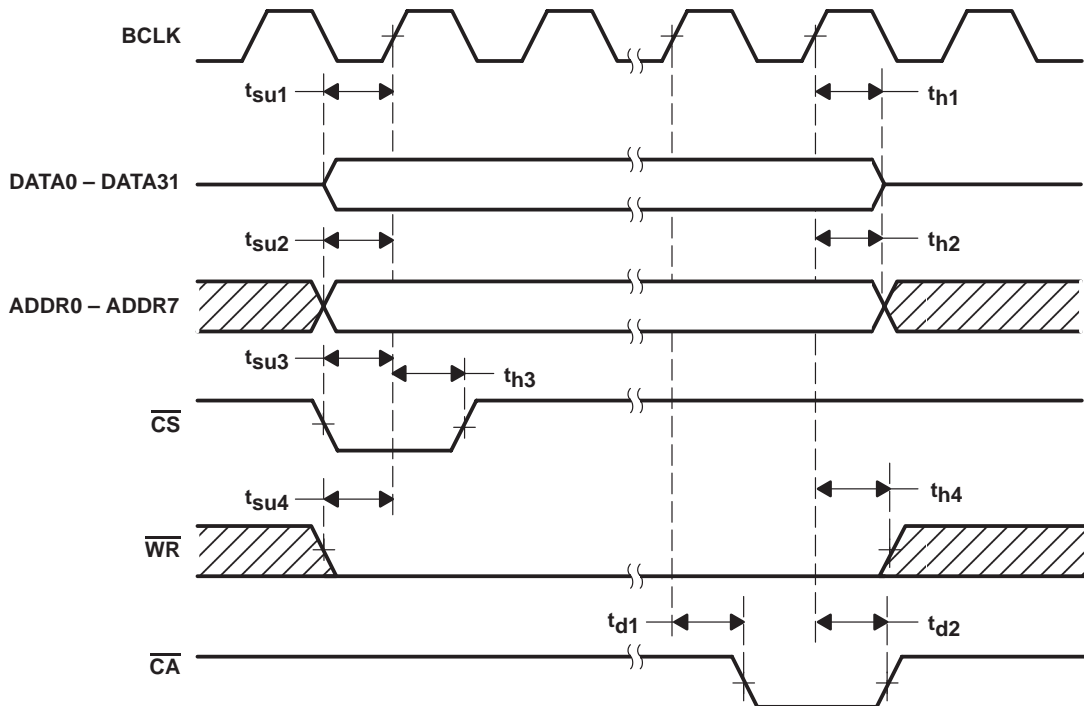 BCLK
tsu1
th1
DATA0 – DATA31
tsu2
th2
ADDR0 – ADDR7
tsu3
th3
CS
tsu4
th4
WR
td1
td2
CA